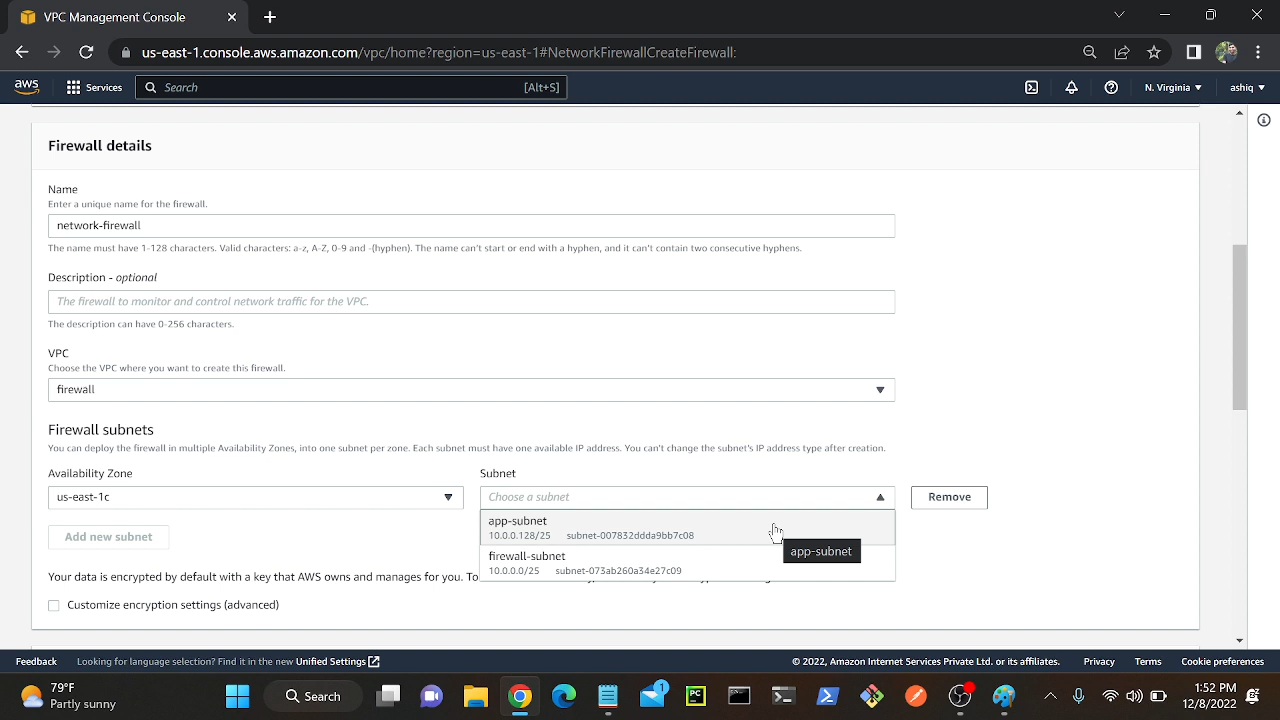 VPC Management Console
us-east-1.console.aws.amazon.com/vpc/home?region=us-east-1#NetworkFirewallCreateFirewall:
aws Services Search [Alt+S] N. Virginia ashiq
Firewall details
Name
Enter a unique name for the firewall.
network-firewall
The name must have 1-128 characters. Valid characters: a-z, A-Z, 0-9 and -(hyphen). The name can't start or end with a hyphen, and it can't contain two consecutive hyphens.
Description - optional
The firewall to monitor and control network traffic for the VPC.
The description can have 0-256 characters.
VPC
Choose the VPC where you want to create this firewall.
firewall
Firewall subnets
You can deploy the firewall in multiple Availability Zones, into one subnet per zone. Each subnet must have one available IP address. You can't change the subnet's IP address type after creation.
Availability Zone
Subnet
us-east-1c
Choose a subnet
Remove
app-subnet
10.0.0.128/25 subnet-007832ddda9bb7c08
app-subnet
Add new subnet
firewall-subnet
10.0.0.0/25 subnet-073ab260a34e27c09
Your data is encrypted by default with a key that AWS owns and manages for you. To
Customize encryption settings (advanced)
Feedback Looking for language selection? Find it in the new Unified Settings © 2022, Amazon Internet Services Private Ltd. or its affiliates. Privacy Terms Cookie preferences
79°F
Partly sunny
Search
1
PC
1:52 PM
12/8/2022